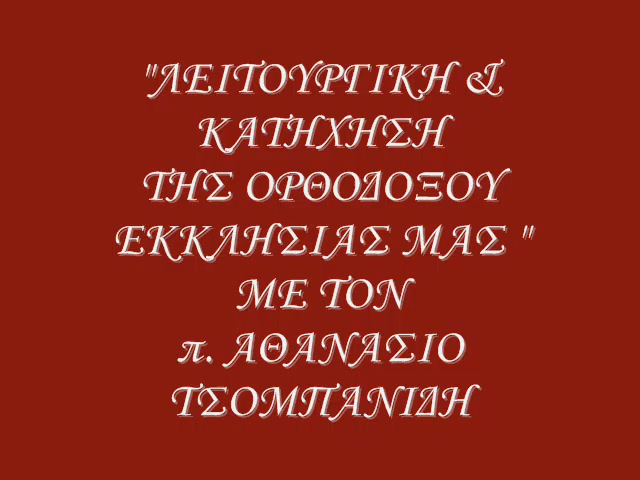 "ΛΕΙΤΟΥΡΓΙΚΗ &
ΚΑΤΗΧΗΣΗ
ΤΗΣ ΟΡΘΟΔΟΞΟΥ
ΕΚΚΛΗΣΙΑΣ ΜΑΣ "
ΜΕ ΤΟΝ
π. ΑΘΑΝΑΣΙΟ
ΤΣΟΜΠΑΝΙΔΗ